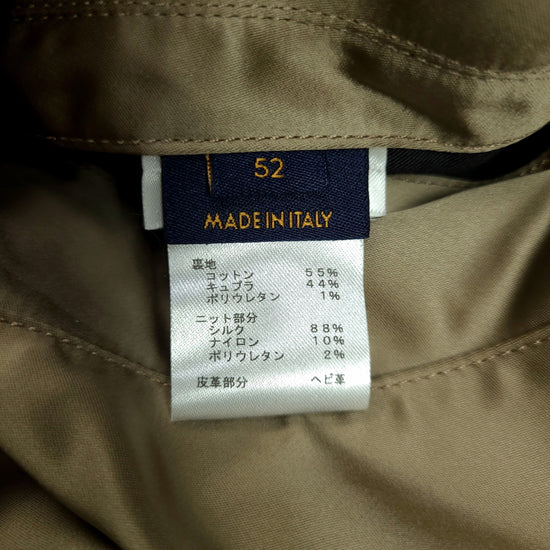 52
MADE IN ITALY
裏地
コットン 55%
キュプラ 44%
ポリウレタン 1%
ニット部分
シルク 88%
ナイロン 10%
ポリウレタン 2%
皮革部分 ヘビ革